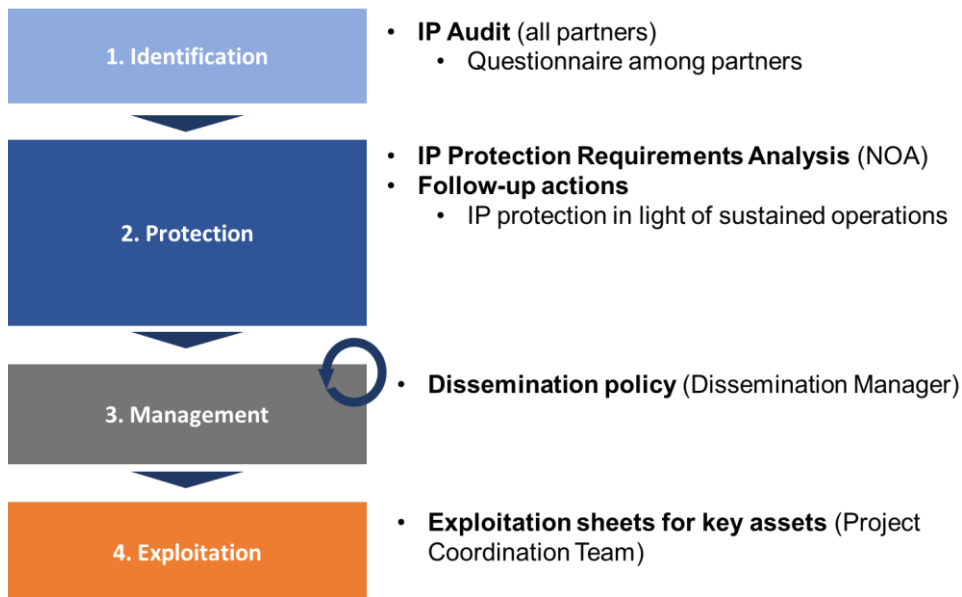 1. Identification
• IP Audit (all partners)
• Questionnaire among partners
2. Protection
• IP Protection Requirements Analysis (NOA)
• Follow-up actions
• IP protection in light of sustained operations
3. Management
• Dissemination policy (Dissemination Manager)
4. Exploitation
• Exploitation sheets for key assets (Project
Coordination Team)